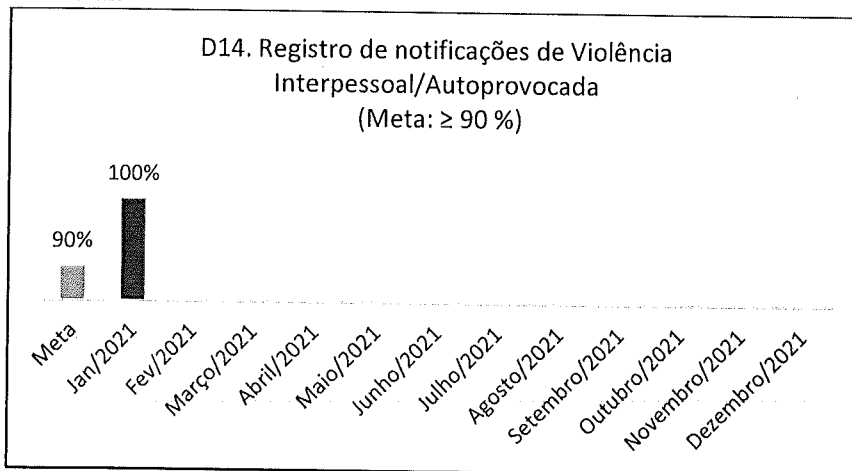 D14. Registro de notificações de Violência
Interpessoal/Autoprovocada
(Meta: ≥ 90 %)
100%
90%
Meta
Jan/2021
Fev/2021
Março/2021
Abril/2021
Maio/2021
Junho/2021
Julho/2021
Agosto/2021
Setembro/2021
Outubro/2021
Novembro/2021
Dezembro/2021